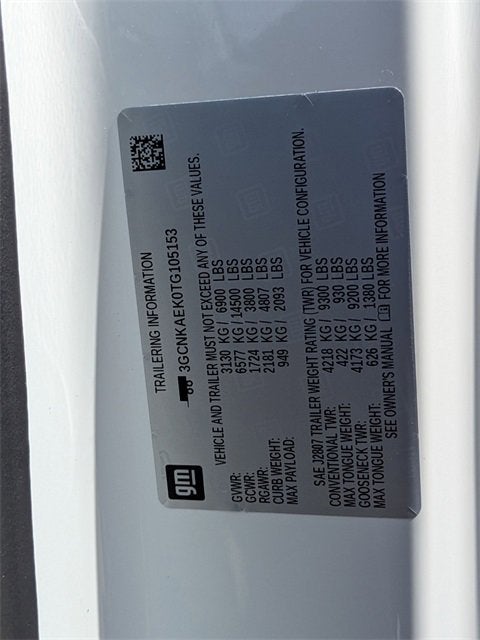 gm
TRAILERING INFORMATION
3GCNKAEK0TG105153
VEHICLE AND TRAILER MUST NOT EXCEED ANY OF THESE VALUES.
GVWR: 3130 KG / 6900 LBS
GCWR: 6577 KG / 14500 LBS
RGAWR: 1724 KG / 3800 LBS
CURB WEIGHT: 2181 KG / 4807 LBS
MAX PAYLOAD: 949 KG / 2093 LBS
SAE J2807 TRAILER WEIGHT RATING (TWR) FOR VEHICLE CONFIGURATION.
CONVENTIONAL TWR: 4218 KG / 9300 LBS
MAX TONGUE WEIGHT: 422 KG / 930 LBS
GOOSENECK TWR: 4173 KG / 9200 LBS
MAX TONGUE WEIGHT: 626 KG / 1380 LBS
SEE OWNER'S MANUAL FOR MORE INFORMATION